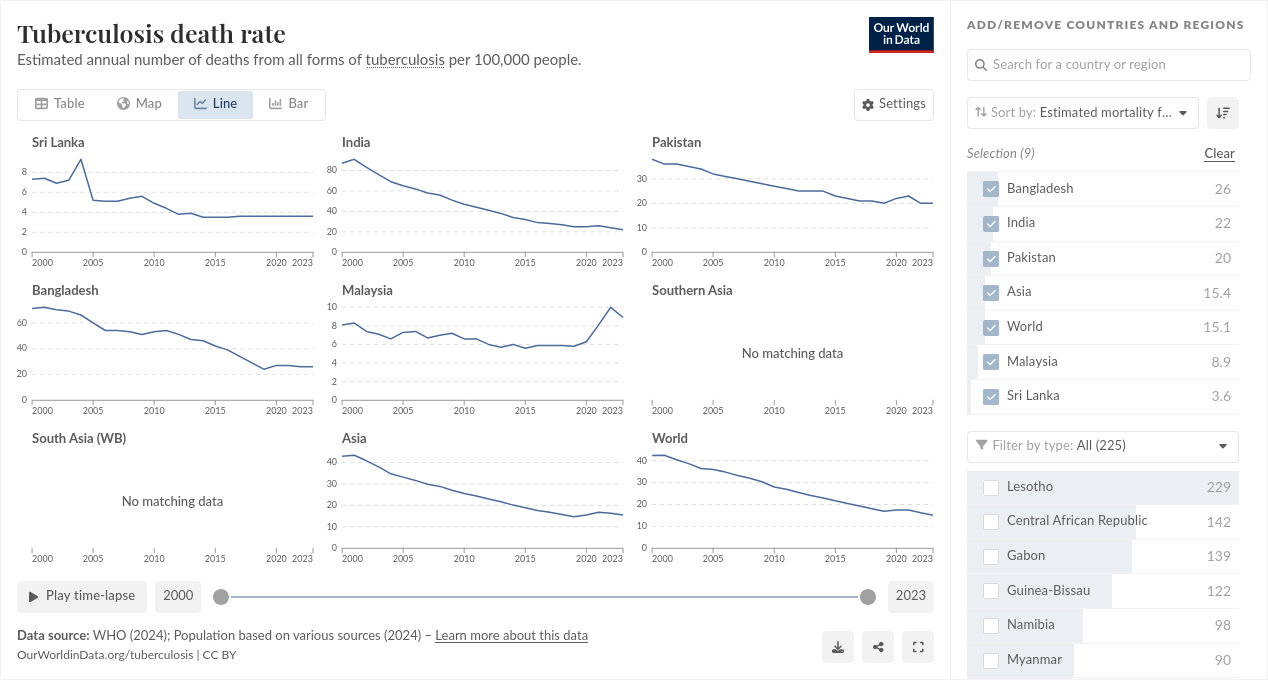 Tuberculosis death rate
Estimated annual number of deaths from all forms of tuberculosis per 100,000 people.
Our World
in Data
Table
Map
Line
Bar
Settings
Sri Lanka
8
6
4
2
0
2000 2005 2010 2015 2020 2023
India
80
60
40
20
0
2000 2005 2010 2015 2020 2023
Pakistan
30
20
10
0
2000 2005 2010 2015 2020 2023
Bangladesh
60
40
20
0
2000 2005 2010 2015 2020 2023
Malaysia
10
8
6
4
2
0
2000 2005 2010 2015 2020 2023
Southern Asia
No matching data
2000 2005 2010 2015 2020 2023
South Asia (WB)
No matching data
2000 2005 2010 2015 2020 2023
Asia
40
30
20
10
0
2000 2005 2010 2015 2020 2023
World
40
30
20
10
0
2000 2005 2010 2015 2020 2023
Play time-lapse
2000
2023
Data source: WHO (2024); Population based on various sources (2024) – Learn more about this data
OurWorldinData.org/tuberculosis | CC BY
ADD/REMOVE COUNTRIES AND REGIONS
Search for a country or region
Sort by: Estimated mortality f...
Selection (9)
Clear
Bangladesh 26
India 22
Pakistan 20
Asia 15.4
World 15.1
Malaysia 8.9
Sri Lanka 3.6
Filter by type: All (225)
Lesotho 229
Central African Republic 142
Gabon 139
Guinea-Bissau 122
Namibia 98
Myanmar 90